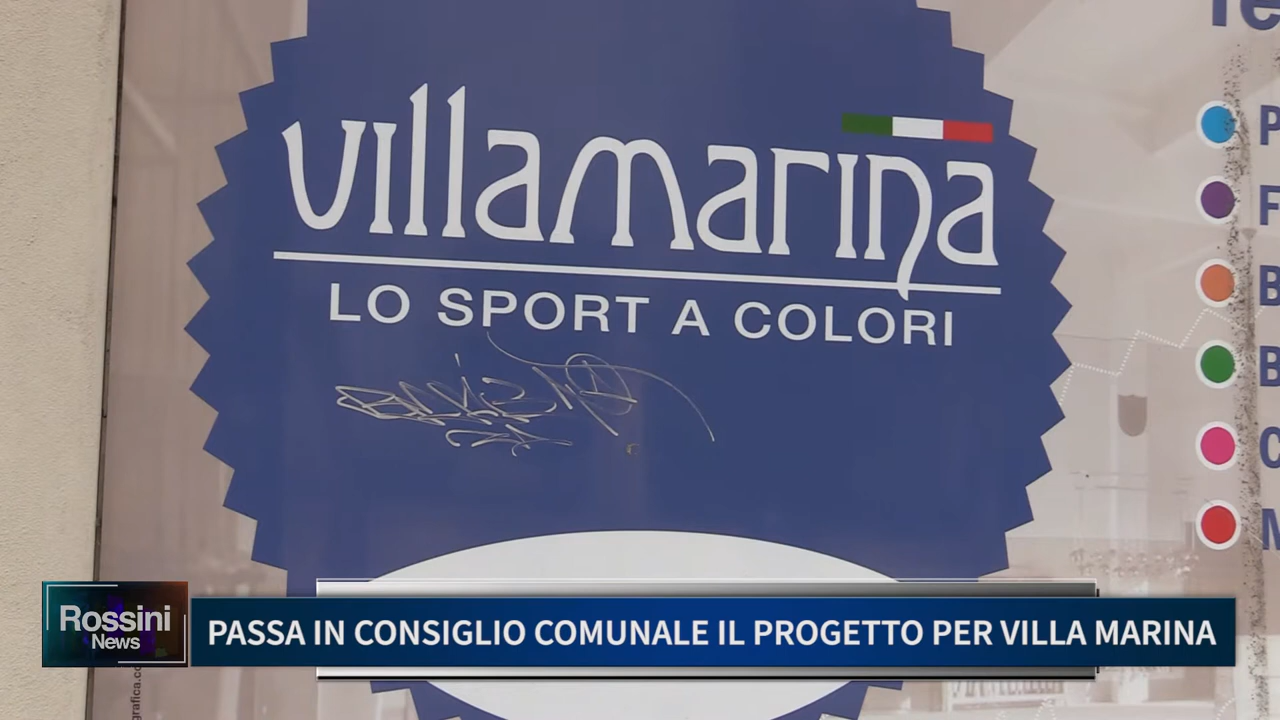 villamarina
LO SPORT A COLORI
P
F
B
B
C
M
Rossini
News
PASSA IN CONSIGLIO COMUNALE IL PROGETTO PER VILLA MARINA